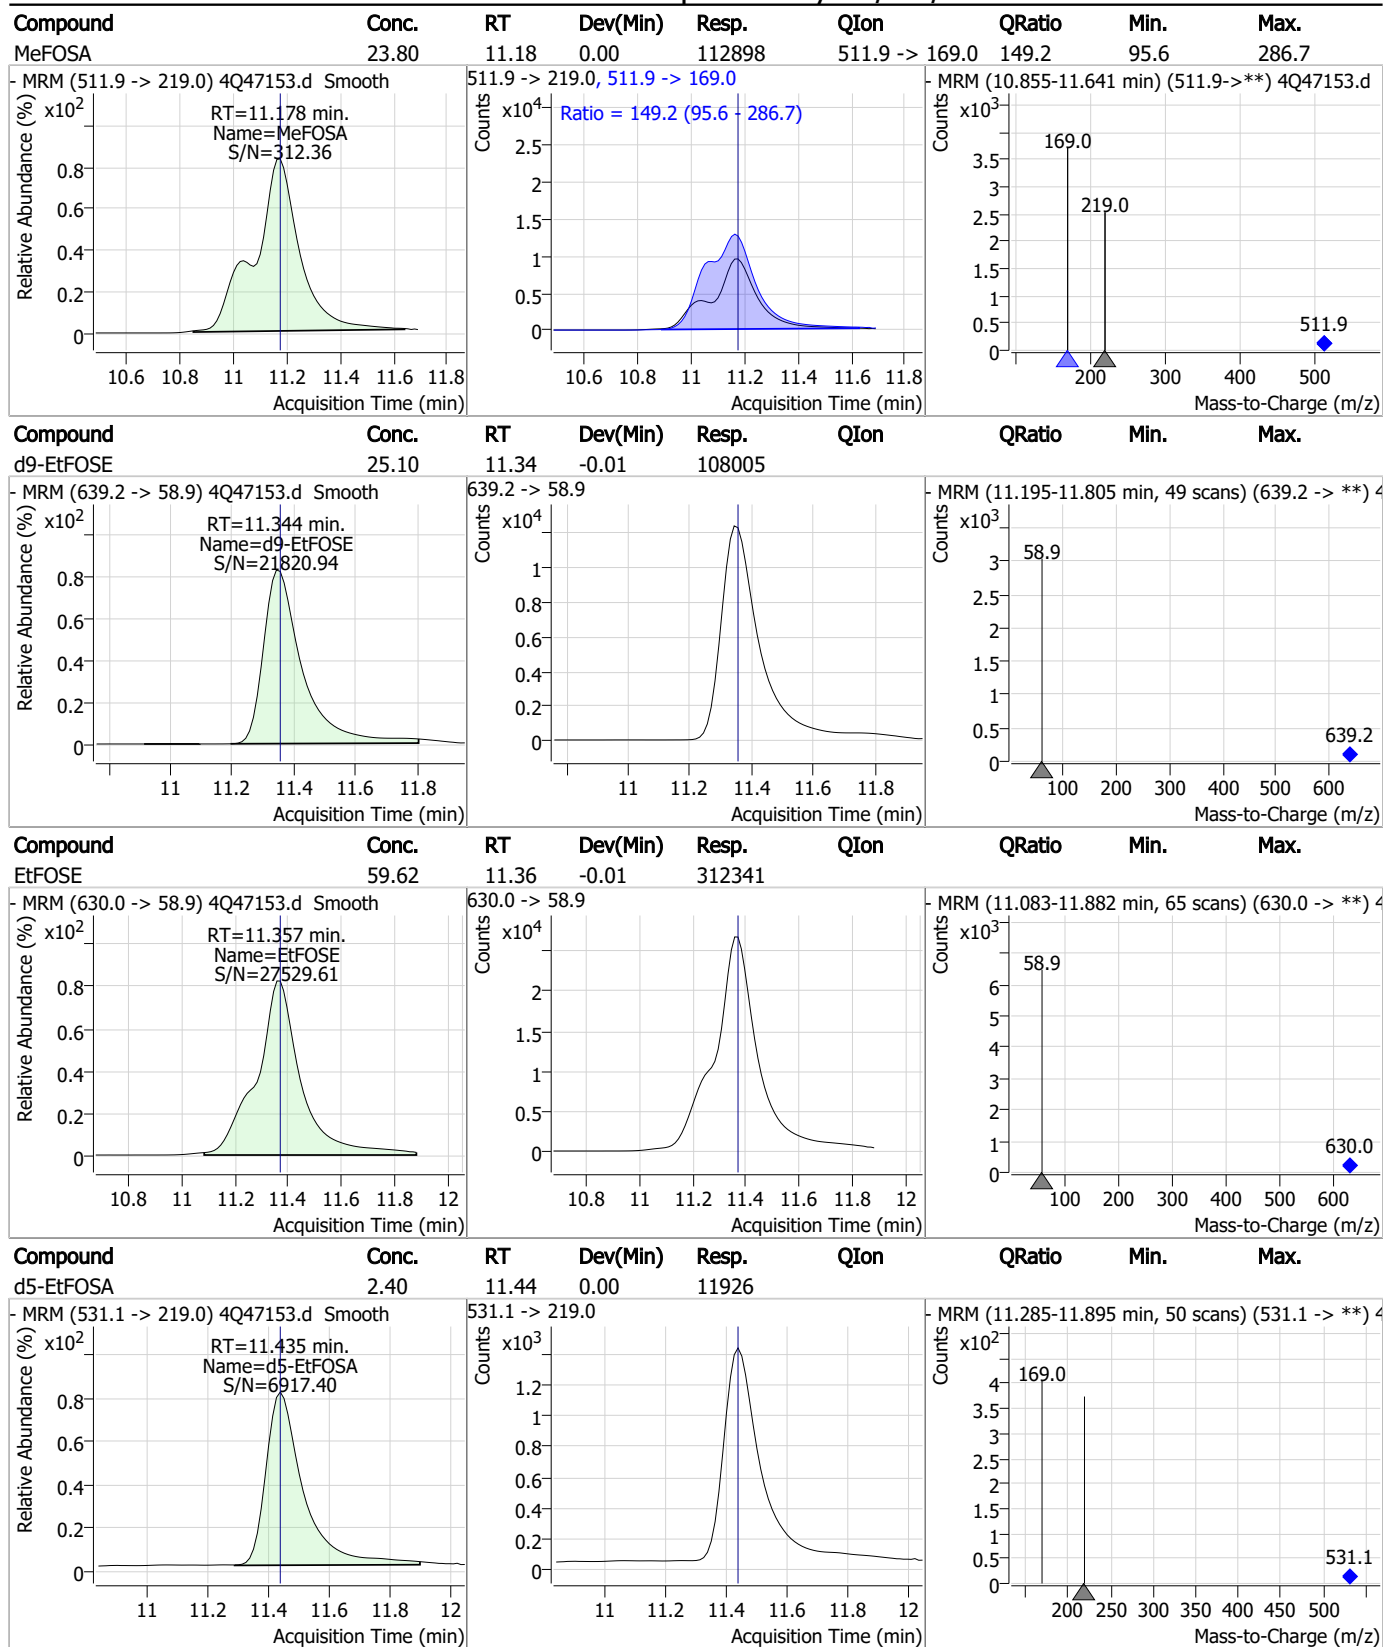 Compound Conc. RT Dev(Min) Resp. QIon QRatio Min. Max.
MeFOSA 23.80 11.18 0.00 112898 511.9 -> 169.0 149.2 95.6 286.7
- MRM (511.9 -> 219.0) 4Q47153.d Smooth
511.9 -> 219.0, 511.9 -> 169.0
- MRM (10.855-11.641 min) (511.9->**) 4Q47153.d
Relative Abundance (%)
x10²
RT=11.178 min.
Name=MeFOSA
S/N=312.36
0.8
0.6
0.4
0.2
0
10.6 10.8 11 11.2 11.4 11.6 11.8
Acquisition Time (min)
Counts
x10⁴
Ratio = 149.2 (95.6 - 286.7)
2.5
2
1.5
1
0.5
0
10.6 10.8 11 11.2 11.4 11.6 11.8
Acquisition Time (min)
Counts
x10³
169.0
219.0
511.9
3.5
3
2.5
2
1.5
1
0.5
0
200 300 400 500
Mass-to-Charge (m/z)
Compound Conc. RT Dev(Min) Resp. QIon QRatio Min. Max.
d9-EtFOSE 25.10 11.34 -0.01 108005
- MRM (639.2 -> 58.9) 4Q47153.d Smooth
639.2 -> 58.9
- MRM (11.195-11.805 min, 49 scans) (639.2 -> **) 4
Relative Abundance (%)
x10²
RT=11.344 min.
Name=d9-EtFOSE
S/N=21820.94
0.8
0.6
0.4
0.2
0
11 11.2 11.4 11.6 11.8
Acquisition Time (min)
Counts
x10⁴
1
0.8
0.6
0.4
0.2
0
11 11.2 11.4 11.6 11.8
Acquisition Time (min)
Counts
x10³
58.9
639.2
3
2.5
2
1.5
1
0.5
0
100 200 300 400 500 600
Mass-to-Charge (m/z)
Compound Conc. RT Dev(Min) Resp. QIon QRatio Min. Max.
EtFOSE 59.62 11.36 -0.01 312341
- MRM (630.0 -> 58.9) 4Q47153.d Smooth
630.0 -> 58.9
- MRM (11.083-11.882 min, 65 scans) (630.0 -> **) 4
Relative Abundance (%)
x10²
RT=11.357 min.
Name=EtFOSE
S/N=27529.61
0.8
0.6
0.4
0.2
0
10.8 11 11.2 11.4 11.6 11.8 12
Acquisition Time (min)
Counts
x10⁴
2
1.5
1
0.5
0
10.8 11 11.2 11.4 11.6 11.8 12
Acquisition Time (min)
Counts
x10³
58.9
630.0
6
5
4
3
2
1
0
100 200 300 400 500 600
Mass-to-Charge (m/z)
Compound Conc. RT Dev(Min) Resp. QIon QRatio Min. Max.
d5-EtFOSA 2.40 11.44 0.00 11926
- MRM (531.1 -> 219.0) 4Q47153.d Smooth
531.1 -> 219.0
- MRM (11.285-11.895 min, 50 scans) (531.1 -> **) 4
Relative Abundance (%)
x10²
RT=11.435 min.
Name=d5-EtFOSA
S/N=6917.40
0.8
0.6
0.4
0.2
0
11 11.2 11.4 11.6 11.8 12
Acquisition Time (min)
Counts
x10³
1.2
1
0.8
0.6
0.4
0.2
0
11 11.2 11.4 11.6 11.8 12
Acquisition Time (min)
Counts
x10²
169.0
531.1
4
3.5
3
2.5
2
1.5
1
0.5
0
200 250 300 350 400 450 500
Mass-to-Charge (m/z)